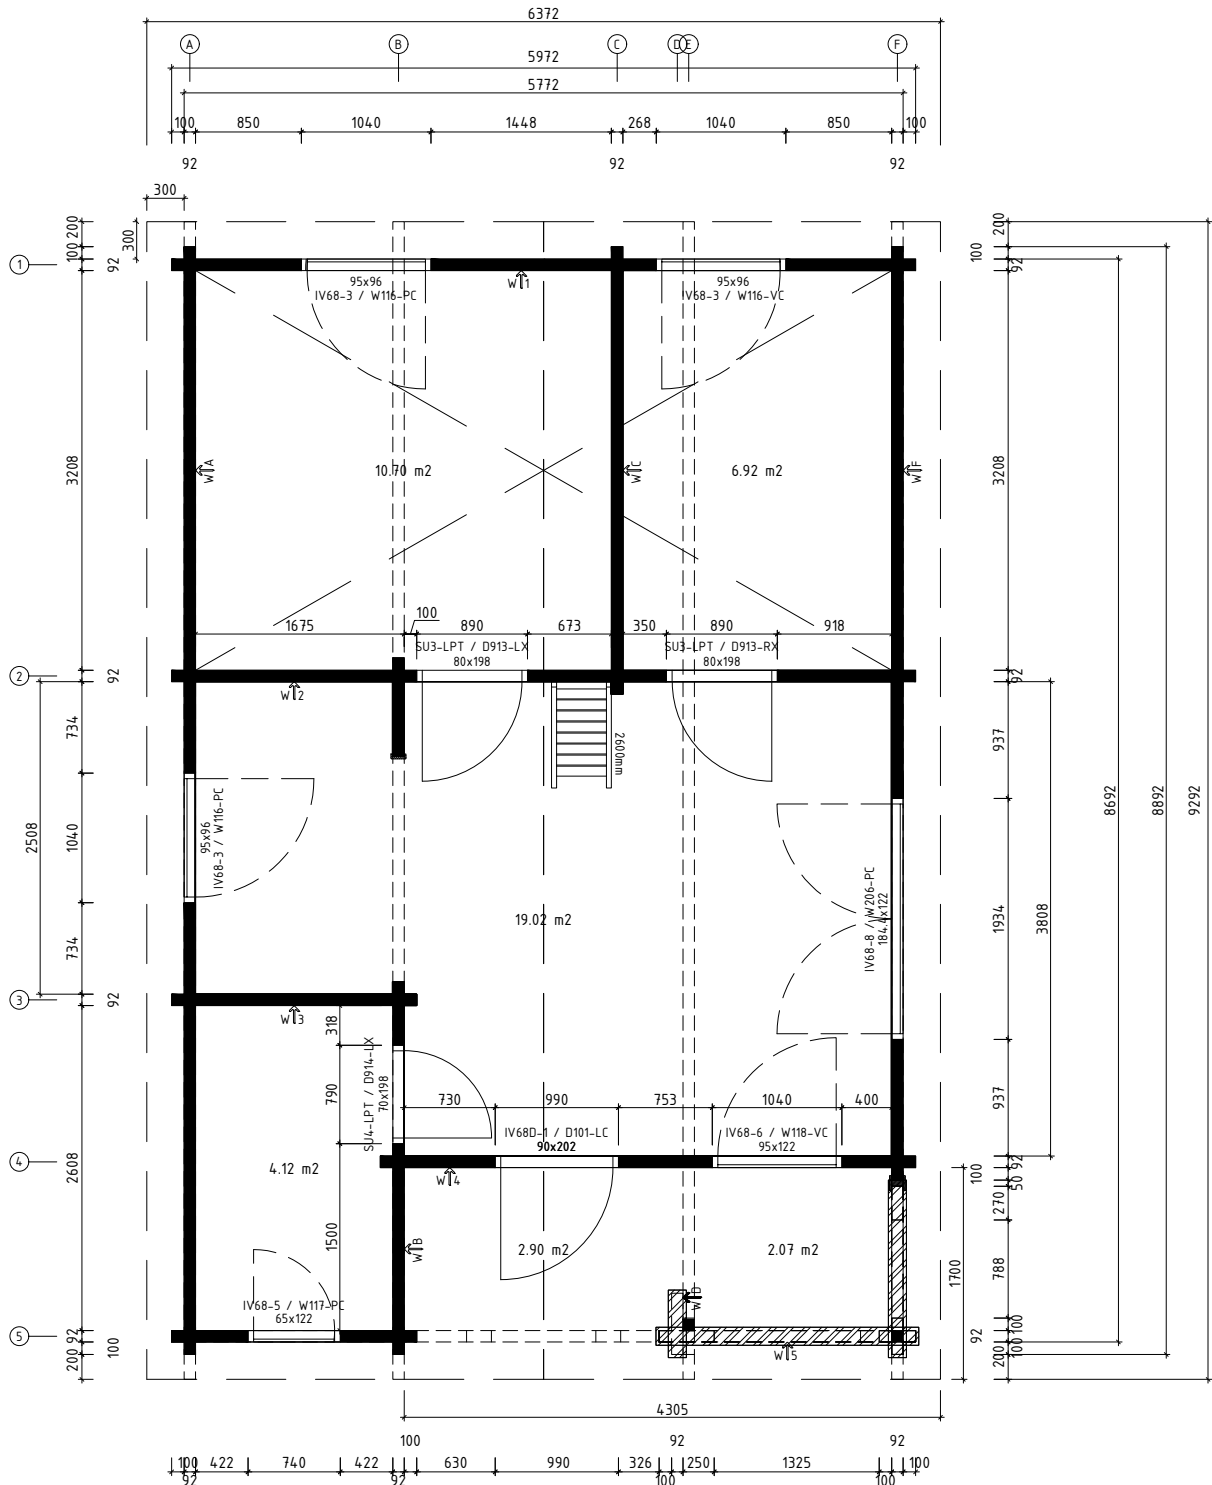 6372
A B C D E F
5972
5772
100 850 1040 1448 268 1040 850 100
92 92 92
300
200 300 200
100 100
1 92 92
95x96
IV68-3 / W116-PC
W 1
95x96
IV68-3 / W116-VC
3208 W A 10.70 m2 W C 6.92 m2 W F 3208
100
1675 890 673 350 890 918
SU3-LPT / D913-LX
80x198
SU3-LPT / D913-RX
80x198
2 92 92
W 2
734 937
2600mm
2508 1040
95x96
IV68-3 / W116-PC
8692 8892 9292
19.02 m2
IV68-8 / W206-PC
184.4x122
1934 3808
734
3 92
W 3
318
790
SU4-LPT / D914-LX
70x198
937
730 990 753 1040 400
IV68D-1 / D101-LC
90x202
IV68-6 / W118-VC
95x122
4 100 92
W 4
50
270
2608 4.12 m2
1500
W B
2.90 m2 2.07 m2
788
1700
W D
IV68-5 / W117-PC
65x122
5 92 92 100
W 5
200 100 200 100
4305
100 92 92
100 422 740 422 630 990 326 250 1325 100
92 92 100 100